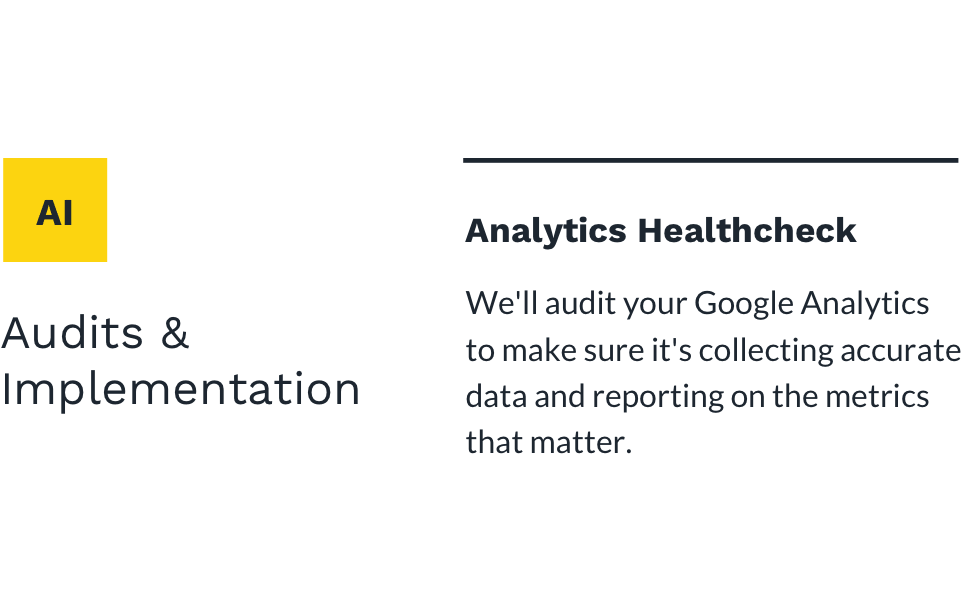 AI
Audits &
Implementation
Analytics Healthcheck
We'll audit your Google Analytics
to make sure it's collecting accurate
data and reporting on the metrics
that matter.